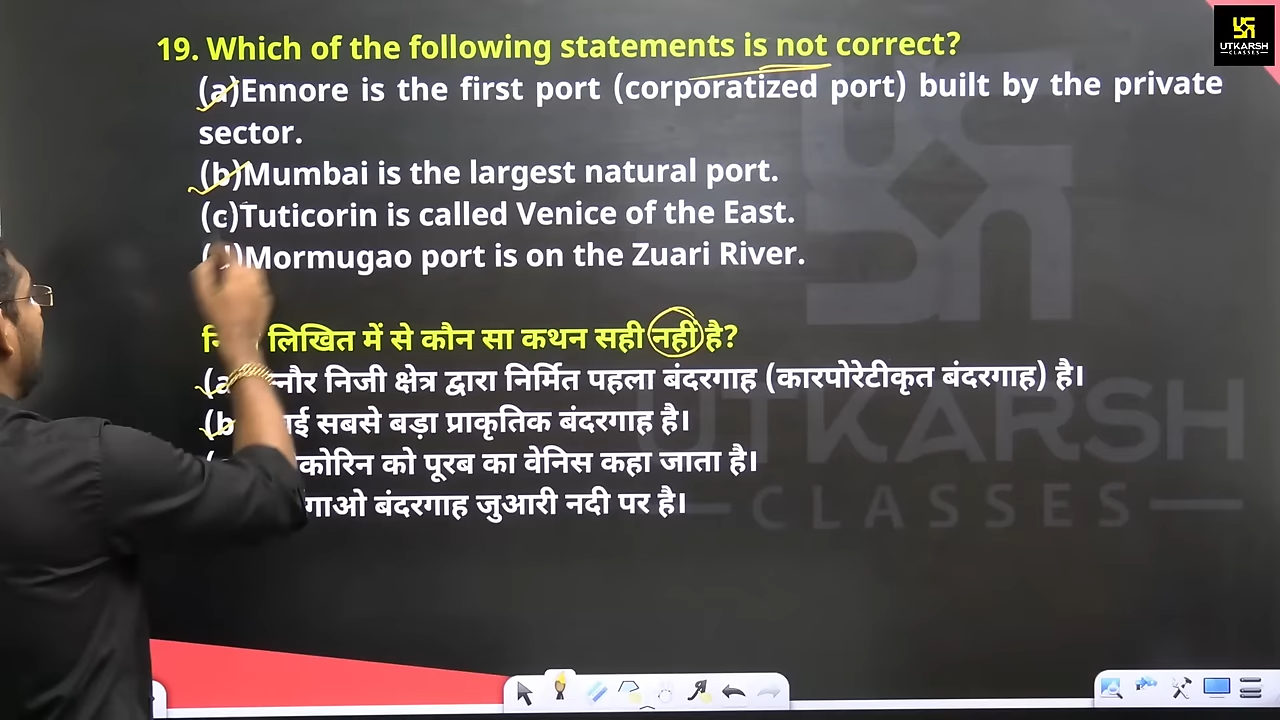 UTKARSH
CLASSES
19. Which of the following statements is not correct?
(a)Ennore is the first port (corporatized port) built by the private
sector.
(b)Mumbai is the largest natural port.
(c)Tuticorin is called Venice of the East.
Mormugao port is on the Zuari River.
लिखित में से कौन सा कथन सही नहीं है?
निजी क्षेत्र द्वारा निर्मित पहला बंदरगाह (कारपोरेटीकृत बंदरगाह) है।
सबसे बड़ा प्राकृतिक बंदरगाह है।
को पूरब का वेनिस कहा जाता है।
बंदरगाह जुआरी नदी पर है।
UTKARSH
CLASSES